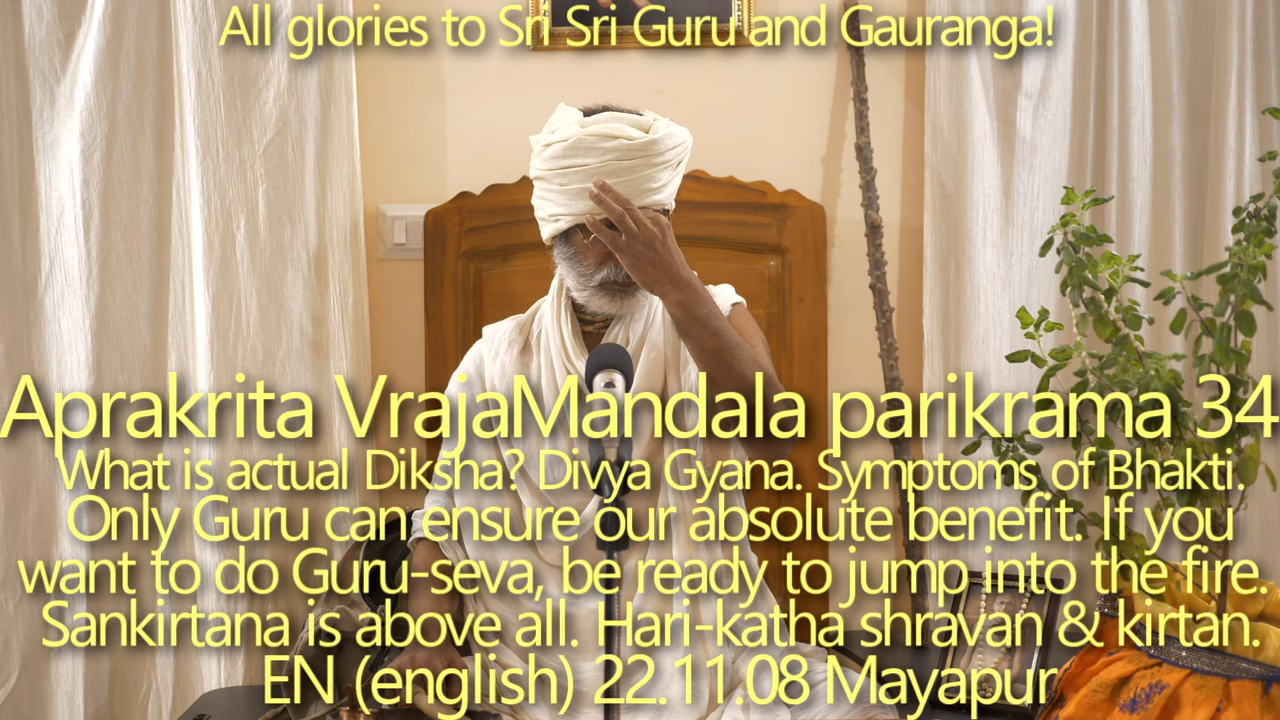 All glories to Sri Sri Guru and Gauranga!
Aprakrita VrajaMandala parikrama 34
What is actual Diksha? Divya Gyana. Symptoms of Bhakti.
Only Guru can ensure our absolute benefit. If you
want to do Guru-seva, be ready to jump into the fire.
Sankirtana is above all. Hari-katha shravan & kirtan.
EN (english) 22.11.08 Mayapur